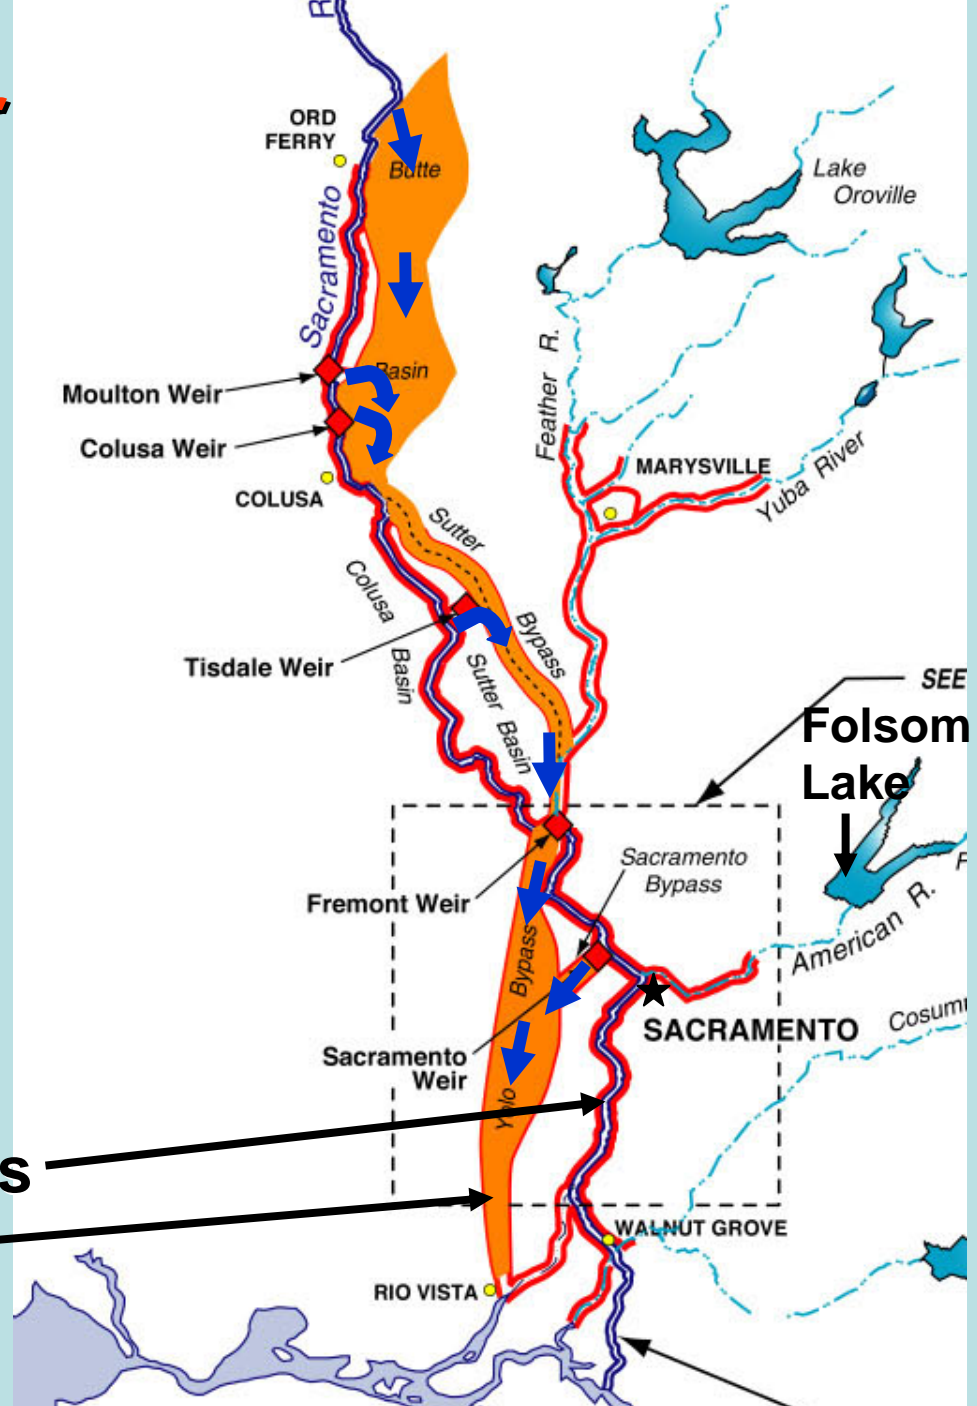 R
ORD
FERRY
Butte
Lake
Oroville
Sacramento
Feather R.
Basin
Moulton Weir
Colusa Weir
MARYSVILLE
Yuba River
COLUSA
Sutter
Colusa
Bypass
Tisdale Weir
Basin
Sutter Basin
SEE
Folsom
Lake
Sacramento
Bypass
Fremont Weir
American R.
Bypass
Cosumn
SACRAMENTO
Sacramento
Weir
Yolo
s
WALNUT GROVE
RIO VISTA